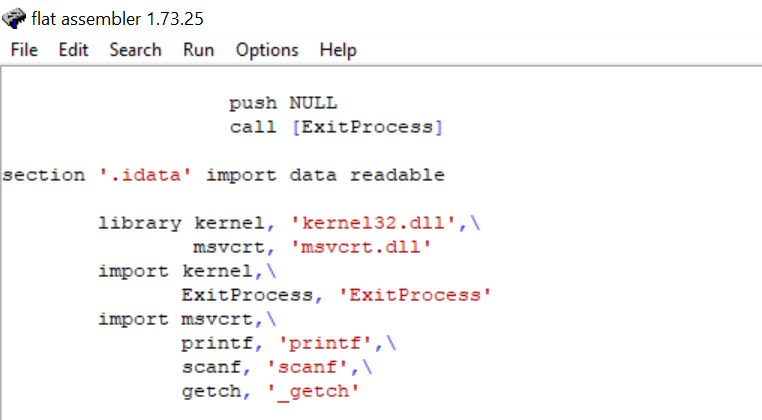 flat assembler 1.73.25
File Edit Search Run Options Help
push NULL
call [ExitProcess]
section '.idata' import data readable
library kernel, 'kernel32.dll',\
msvcrt, 'msvcrt.dll'
import kernel,\
ExitProcess, 'ExitProcess'
import msvcrt,\
printf, 'printf',\
scanf, 'scanf',\
getch, '_getch'